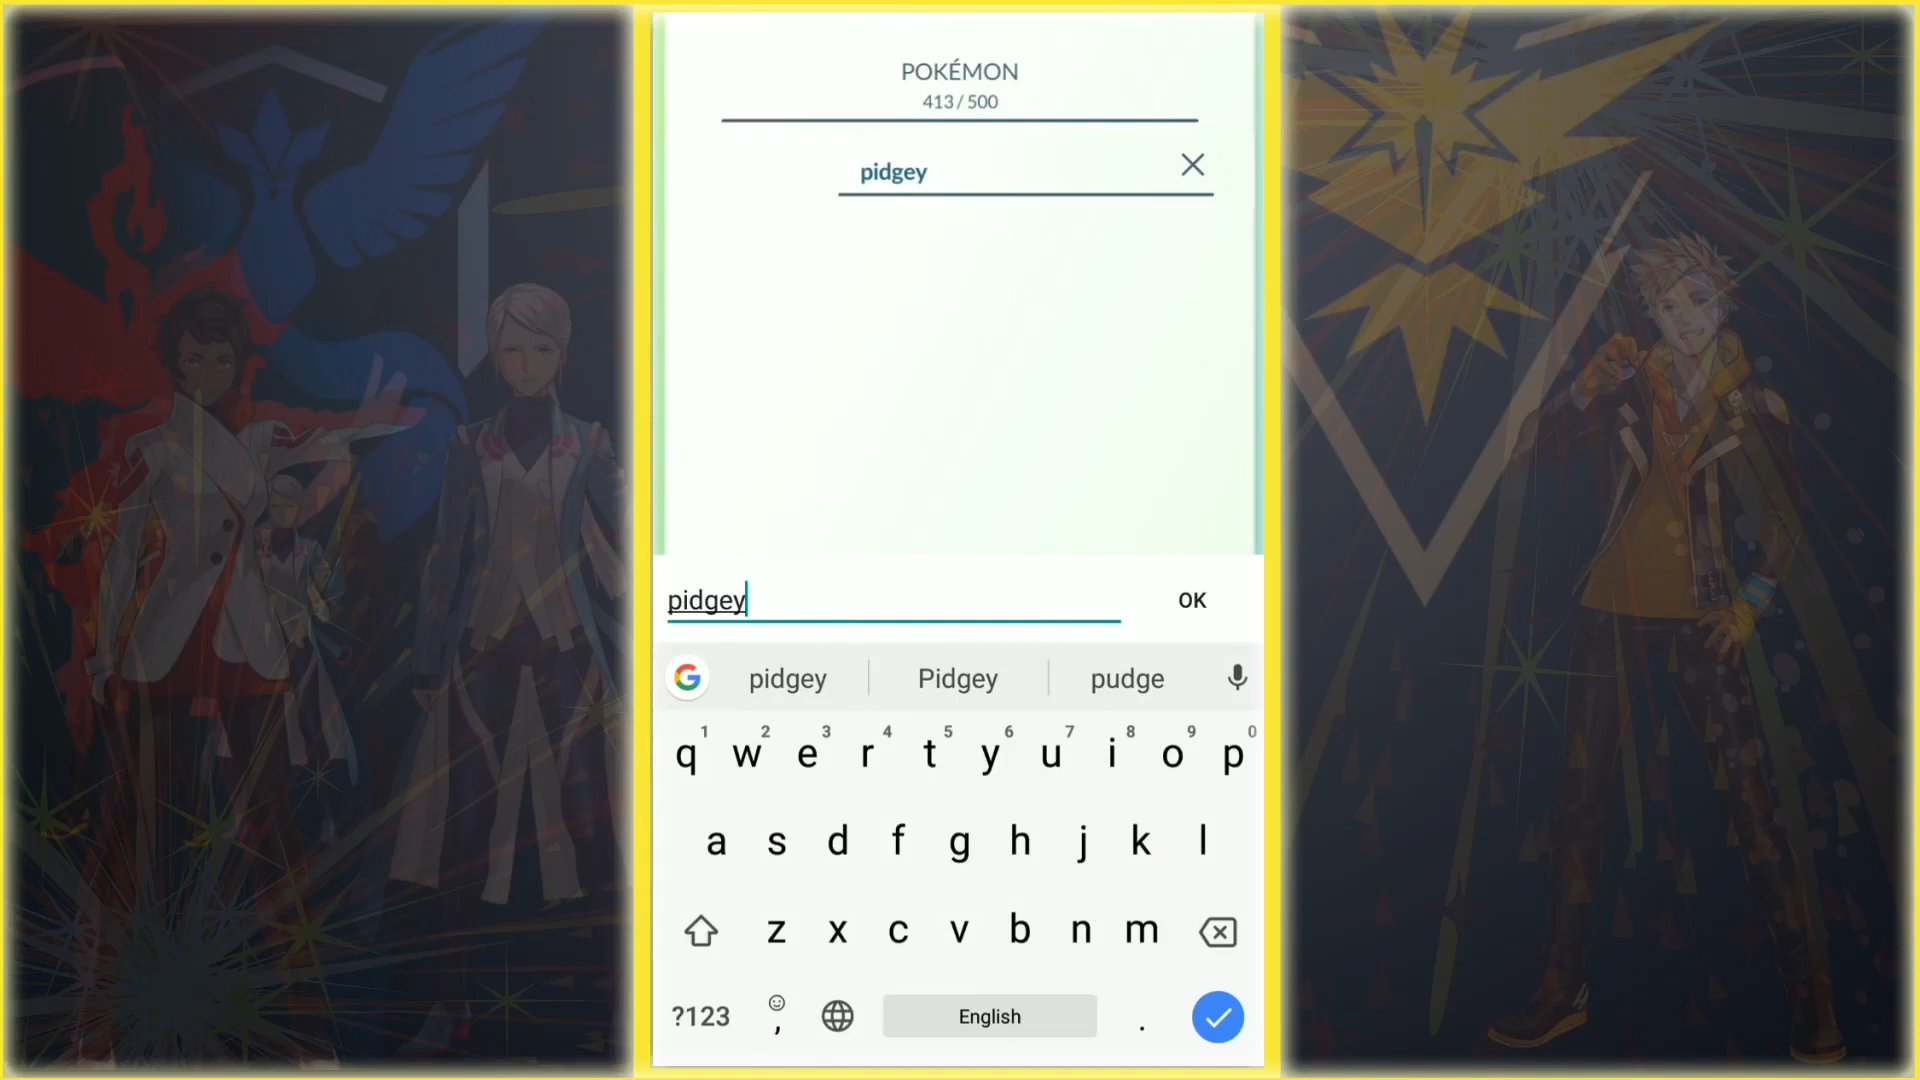 POKÉMON
413 / 500
pidgey
pidgey
OK
pidgey Pidgey pudge
1 2 3 4 5 6 7 8 9 0
q w e r t y u i o p
a s d f g h j k l
z x c v b n m
?123 , English .